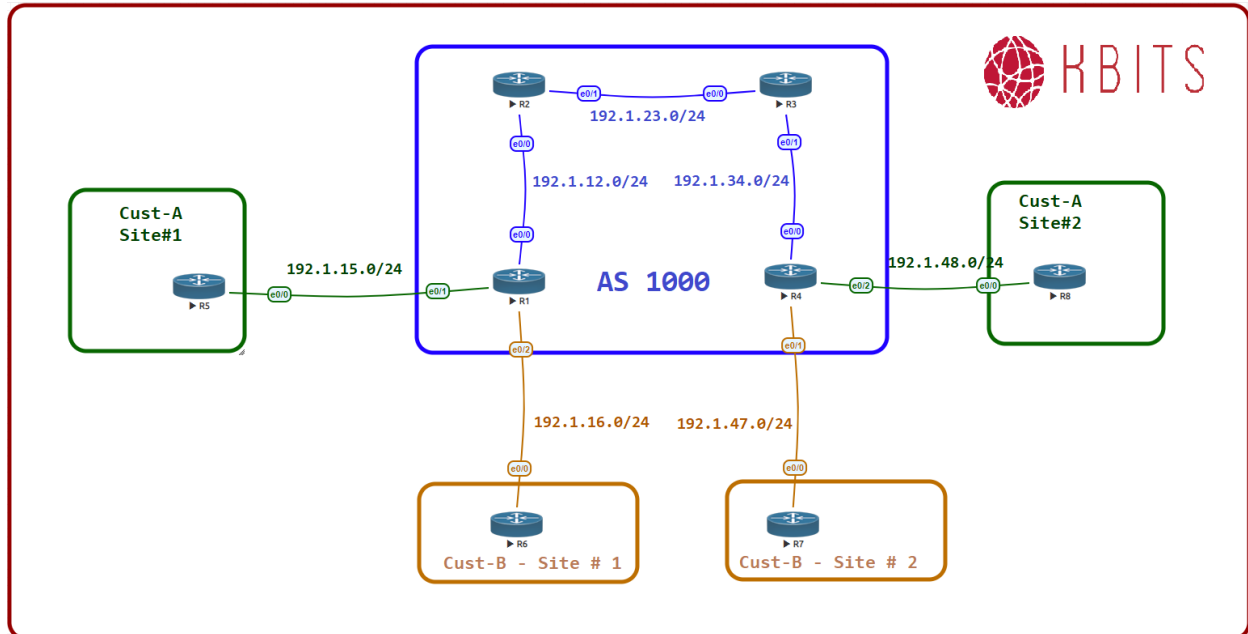 KBITS
R2
e0/1
e0/0
R3
192.1.23.0/24
e0/0
e0/1
192.1.12.0/24
192.1.34.0/24
Cust-A
Site#1
Cust-A
Site#2
e0/0
e0/0
192.1.15.0/24
192.1.48.0/24
R5
e0/0
e0/1
R1
AS 1000
R4
e0/2
e0/0
R8
e0/2
e0/1
192.1.16.0/24
192.1.47.0/24
e0/0
e0/0
R6
R7
Cust-B - Site # 1
Cust-B - Site # 2